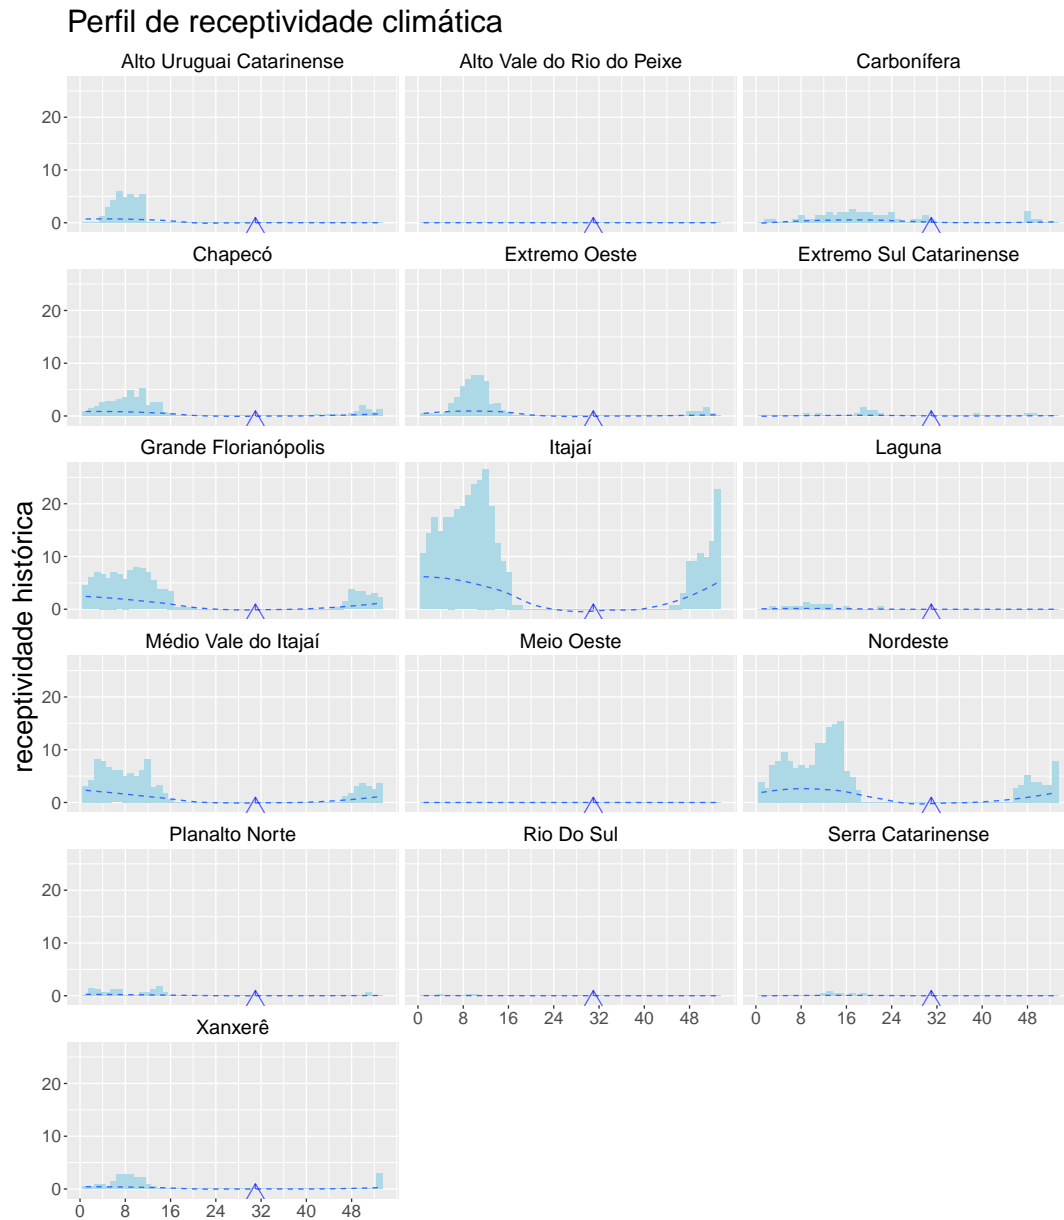 Perfil de receptividade climática
Alto Uruguai Catarinense
Alto Vale do Rio do Peixe
Carbonífera
20
10
0
Chapecó
Extremo Oeste
Extremo Sul Catarinense
20
10
0
Grande Florianópolis
Itajaí
Laguna
20
10
0
receptividade histórica
Médio Vale do Itajaí
Meio Oeste
Nordeste
20
10
0
Planalto Norte
Rio Do Sul
Serra Catarinense
20
10
0
0 8 16 24 32 40 48
0 8 16 24 32 40 48
Xanxerê
20
10
0
0 8 16 24 32 40 48